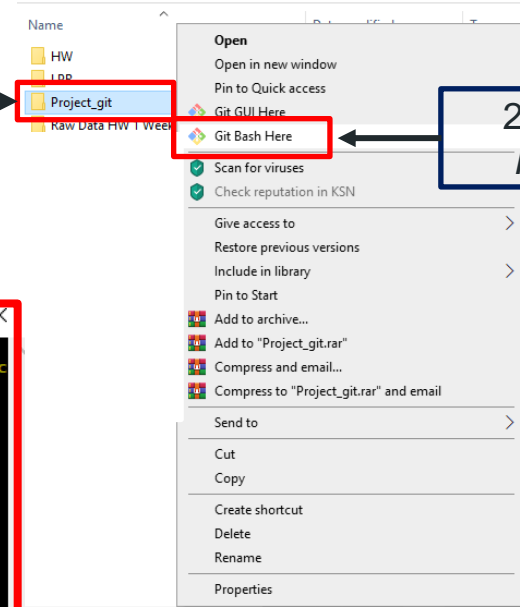 Name
HW
LPR
Project_git
Raw Data HW 1 Week
Open
Open in new window
Pin to Quick access
Git GUI Here
Git Bash Here
2
Scan for viruses
Check reputation in KSN
Give access to
Restore previous versions
Include in library
Pin to Start
Add to archive...
Add to "Project_git.rar"
Compress and email...
Compress to "Project_git.rar" and email
Send to
Cut
Copy
Create shortcut
Delete
Rename
Properties